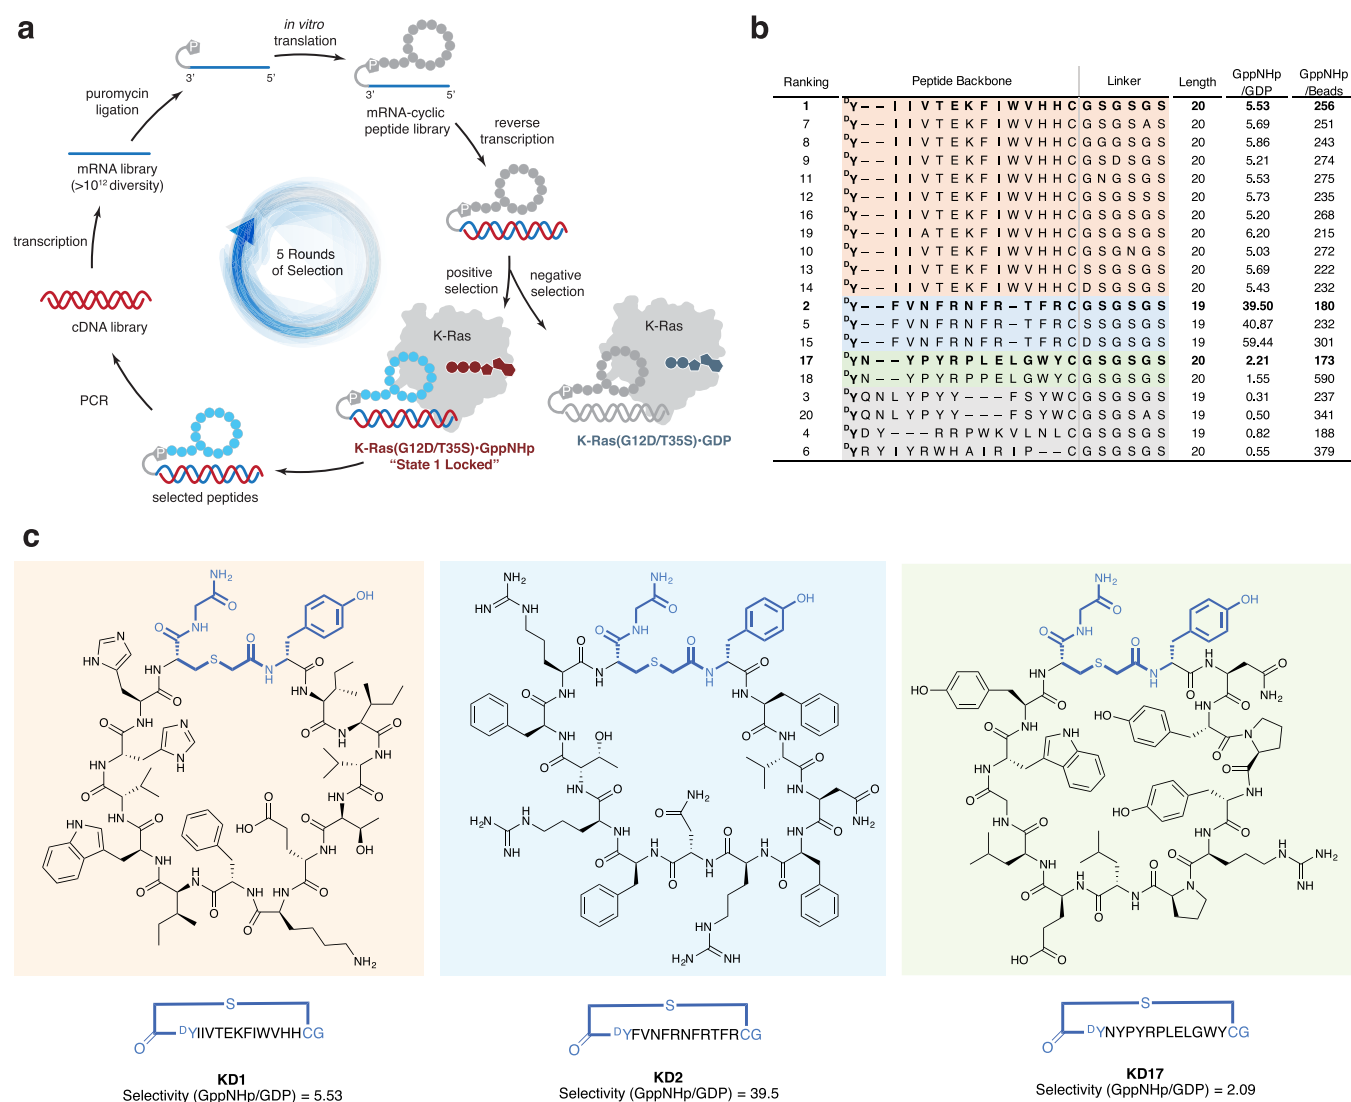 a
in vitro
translation
P
3'
5'
P
3'
5'
mRNA-cyclic
peptide library
puromycin
ligation
reverse
transcription
mRNA library
(>10¹² diversity)
P
transcription
5 Rounds
of Selection
positive
selection
negative
selection
cDNA library
K-Ras
K-Ras
P
P
PCR
K-Ras(G12D/T35S)•GppNHp
"State 1 Locked"
K-Ras(G12D/T35S)•GDP
P
selected peptides
b
Ranking Peptide Backbone Linker Length GppNHp/GDP GppNHp/Beads
1 ᴰY – – I I V T E K F I W V H H C G S G S G S 20 5.53 256
7 ᴰY – – I I V T E K F I W V H H C G S G S A S 20 5.69 251
8 ᴰY – – I I V T E K F I W V H H C G G G S G S 20 5.86 243
9 ᴰY – – I I V T E K F I W V H H C G S D S G S 20 5.21 274
11 ᴰY – – I I V T E K F I W V H H C G N G S G S 20 5.53 275
12 ᴰY – – I I V T E K F I W V H H C G S G S S S 20 5.73 235
16 ᴰY – – I I V T E K F I W V H H C G S G S G S 20 5.20 268
19 ᴰY – – I I A T E K F I W V H H C G S G S G S 20 6.20 215
10 ᴰY – – I I V T E K F I W V H H C G S G N G S 20 5.03 272
13 ᴰY – – I I V T E K F I W V H H C S S G S G S 20 5.69 222
14 ᴰY – – I I V T E K F I W V H H C D S G S G S 20 5.43 232
2 ᴰY – – F V N F R N F R – T F R C G S G S G S 19 39.50 180
5 ᴰY – – F V N F R N F R – T F R C S S G S G S 19 40.87 232
15 ᴰY – – F V N F R N F R – T F R C D S G S G S 19 59.44 301
17 ᴰY N – – Y P Y R P L E L G W Y C G S G S G S 20 2.21 173
18 ᴰY N – – Y P Y R P P E L G W Y C G S G S G S 20 1.55 590
3 ᴰY Q N L Y P Y Y – – – F S Y W C G S G S G S 19 0.31 237
20 ᴰY Q N L Y P Y Y – – – F S Y W C G S G S A S 19 0.50 341
4 ᴰY D Y – – – R R P W K V L N L C G S G S G S 19 0.82 188
6 ᴰY R Y I Y R W H A I R I P – – C G S G S G S 20 0.55 379
c
S
O
ᴰYIIVTEKFIWVHHCG
KD1
Selectivity (GppNHp/GDP) = 5.53
S
O
ᴰYFVNFRNFRTFRCG
KD2
Selectivity (GppNHp/GDP) = 39.5
S
O
ᴰYNYPYRPLELGWYCG
KD17
Selectivity (GppNHp/GDP) = 2.09